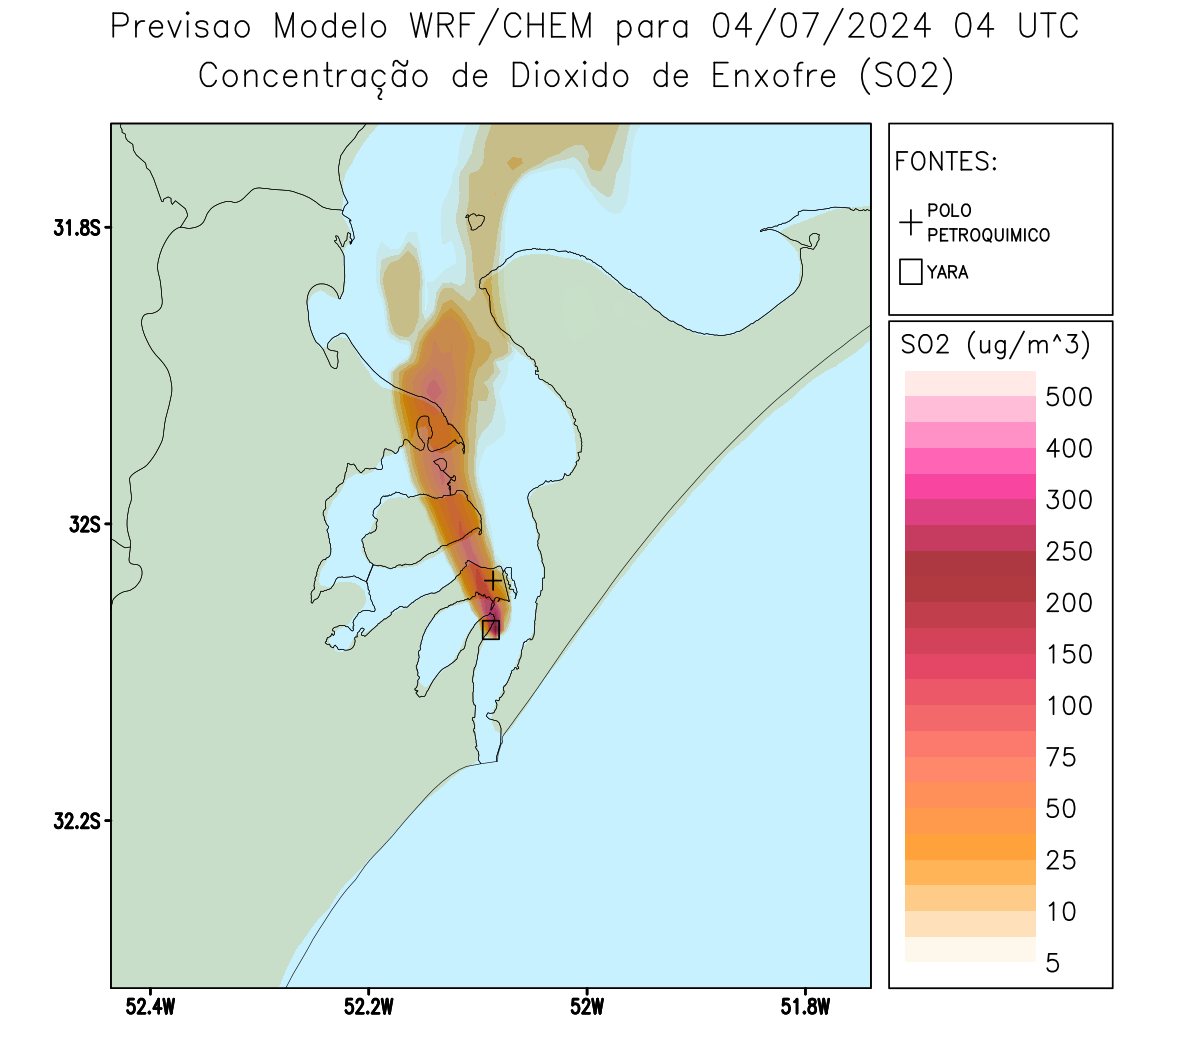 Previsao Modelo WRF/CHEM para 04/07/2024 04 UTC
Concentração de Dioxido de Enxofre (SO2)
FONTES:
POLO
PETROQUIMICO
YARA
31.8S
32S
32.2S
52.4W
52.2W
52W
51.8W
SO2 (ug/m^3)
500
400
300
250
200
150
100
75
50
25
10
5